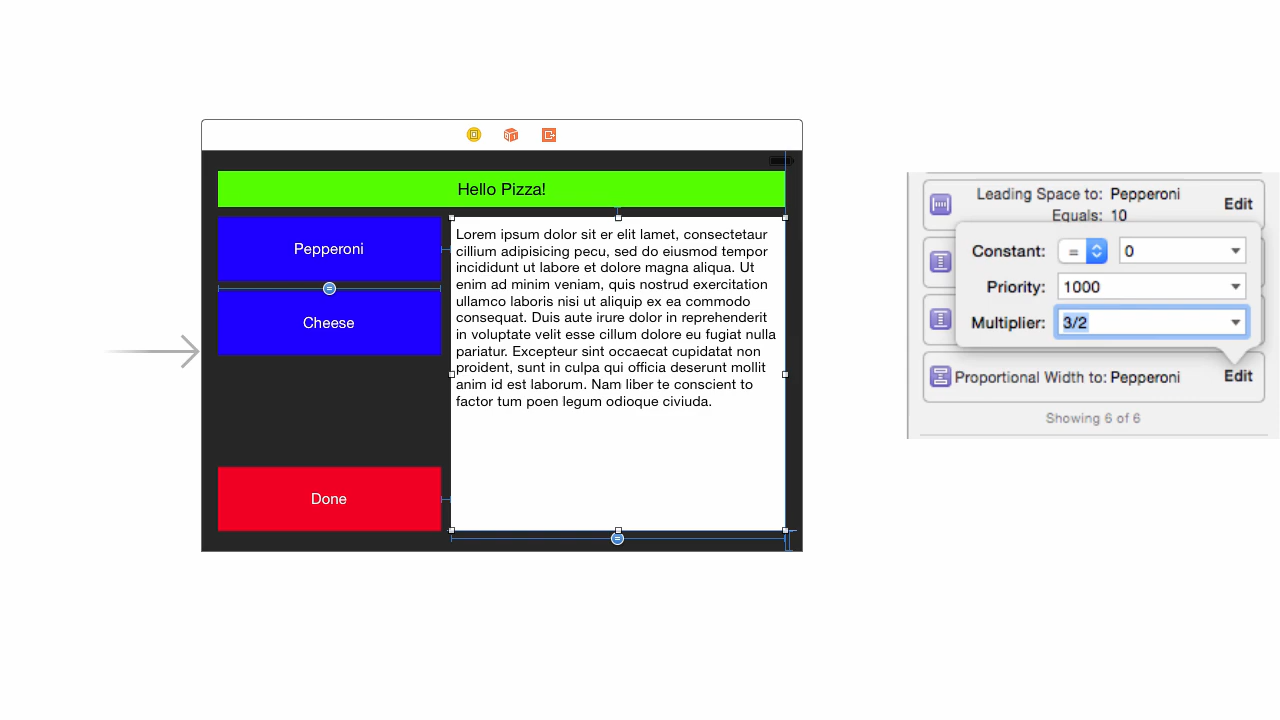 Hello Pizza!
Pepperoni
Cheese
Done
Lorem ipsum dolor sit er elit lamet, consectetaur
cillium adipisicing pecu, sed do eiusmod tempor
incididunt ut labore et dolore magna aliqua. Ut
enim ad minim veniam, quis nostrud exercitation
ullamco laboris nisi ut aliquip ex ea commodo
consequat. Duis aute irure dolor in reprehenderit
in voluptate velit esse cillum dolore eu fugiat nulla
pariatur. Excepteur sint occaecat cupidatat non
proident, sunt in culpa qui officia deserunt mollit
anim id est laborum. Nam liber te conscient to
factor tum poen legum odioque civiuda.
Leading Space to: Pepperoni
Equals: 10
Edit
Constant: = 0
Priority: 1000
Multiplier: 3/2
Proportional Width to: Pepperoni Edit
Showing 6 of 6